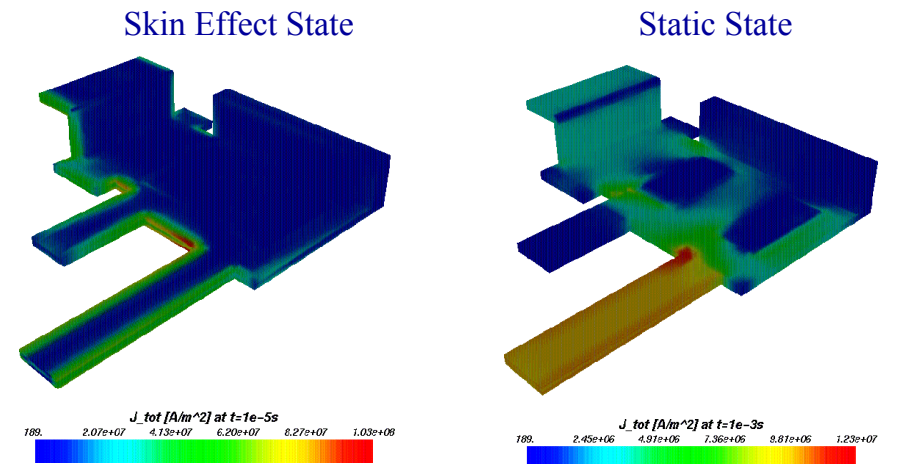 Skin Effect State
Static State
J_tot [A/m^2] at t=1e-5s
189. 2.07e+07 4.13e+07 6.20e+07 8.27e+07 1.03e+08
J_tot [A/m^2] at t=1e-3s
189. 2.45e+06 4.91e+06 7.36e+06 9.81e+06 1.23e+07